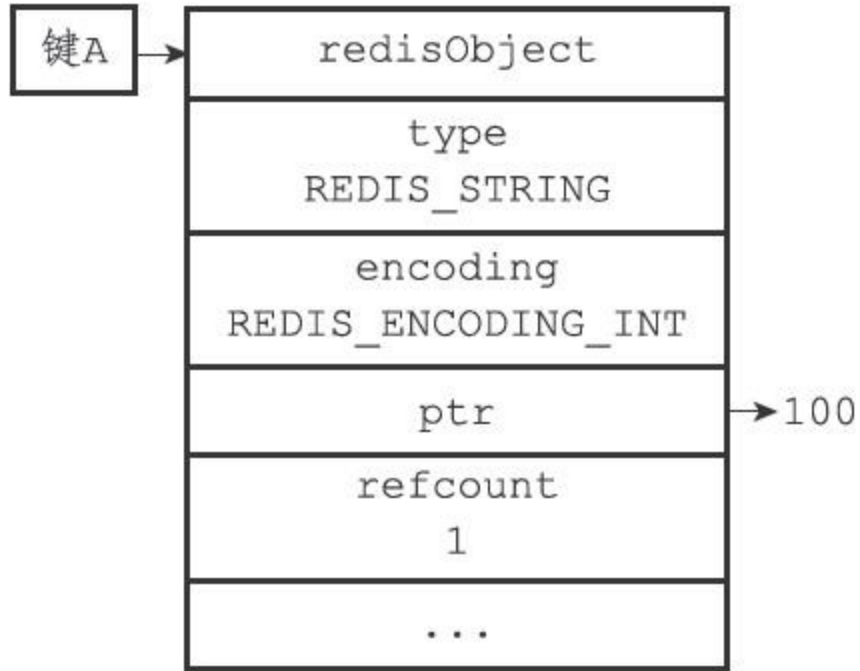 键A
redisObject
type
REDIS_STRING
encoding
REDIS_ENCODING_INT
ptr
100
refcount
1
...